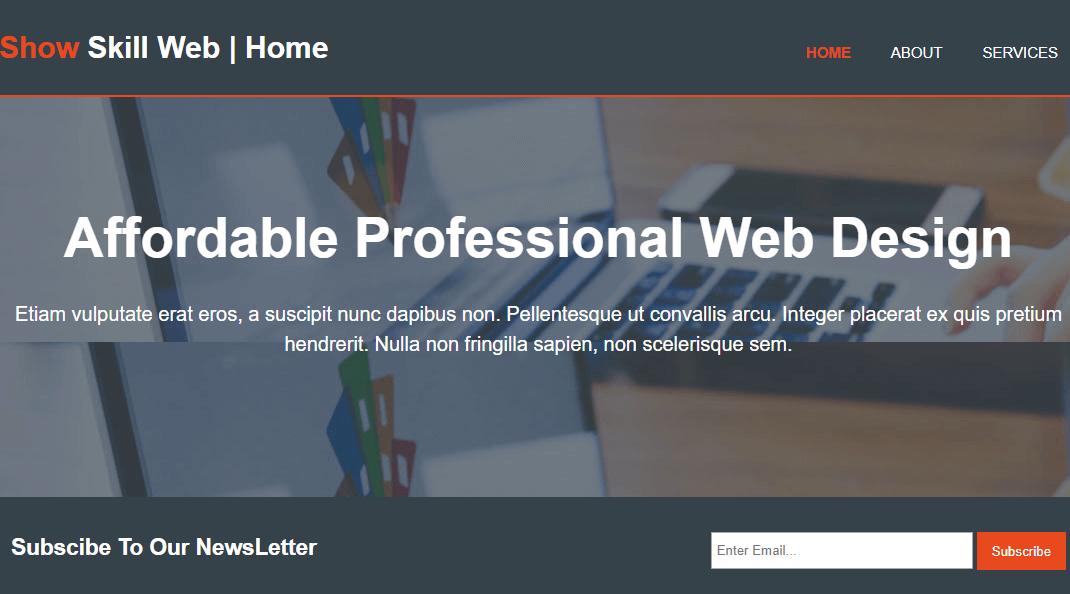 Show Skill Web | Home
HOME ABOUT SERVICES
Affordable Professional Web Design
Etiam vulputate erat eros, a suscipit nunc dapibus non. Pellentesque ut convallis arcu. Integer placerat ex quis pretium
hendrerit. Nulla non fringilla sapien, non scelerisque sem.
Subscibe To Our NewsLetter
Enter Email... Subscribe